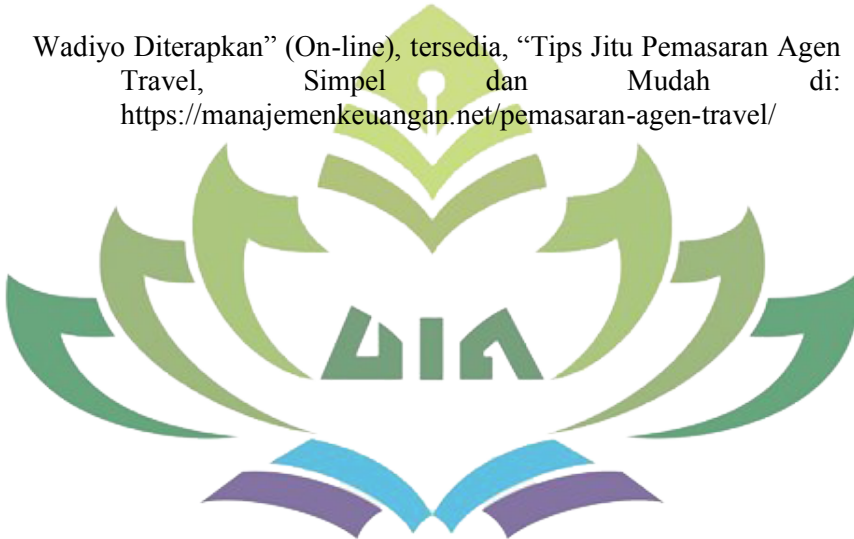 Wadiyo Diterapkan” (On-line), tersedia, “Tips Jitu Pemasaran Agen
Travel, Simpel dan Mudah di:
https://manajemenkeuangan.net/pemasaran-agen-travel/
UIN